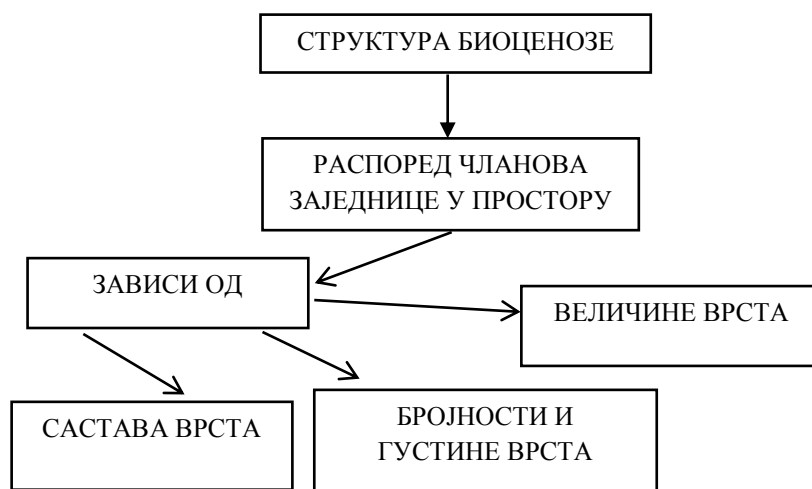 СТРУКТУРА БИОЦЕНОЗЕ
РАСПОРЕД ЧЛАНОВА
ЗАЈЕДНИЦЕ У ПРОСТОРУ
ЗАВИСИ ОД
ВЕЛИЧИНЕ ВРСТА
САСТАВА ВРСТА
БРОЈНОСТИ И
ГУСТИНЕ ВРСТА